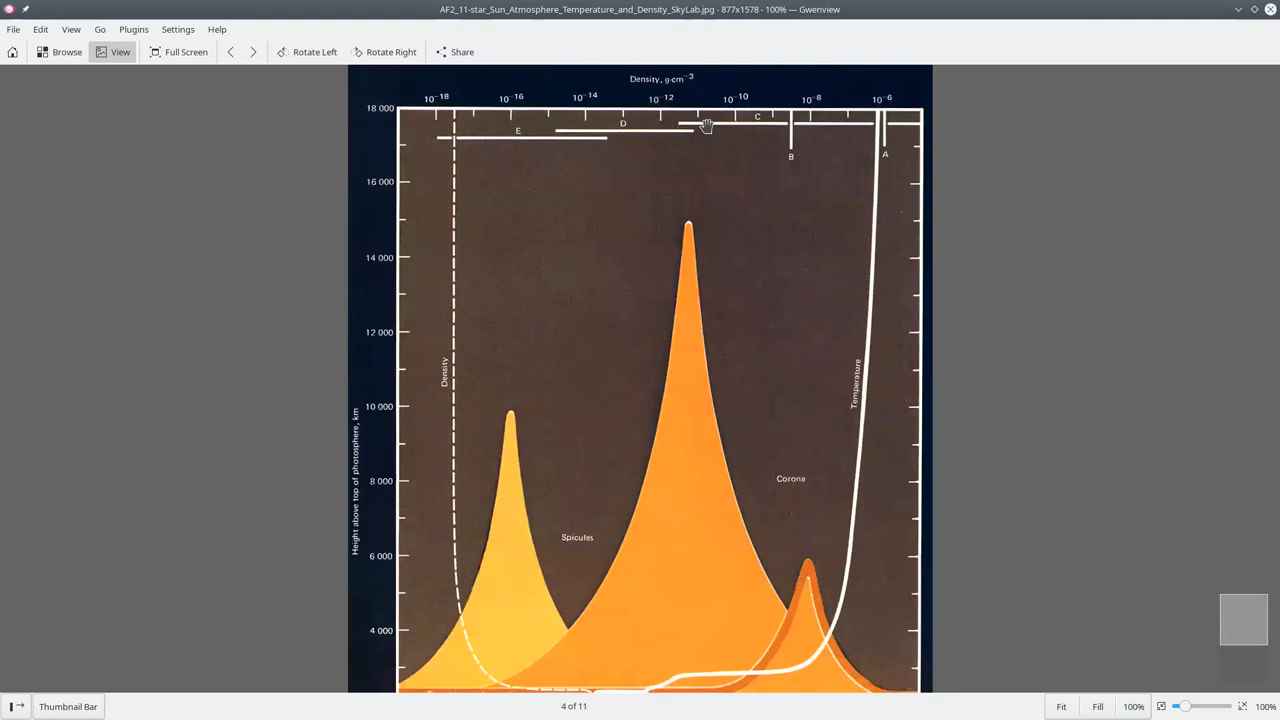 AF2_11-star_Sun_Atmosphere_Temperature_and_Density_SkyLab.jpg - 877x1578 - 100% — Gwenview
File Edit View Go Plugins Settings Help
Browse View Full Screen Rotate Left Rotate Right Share
Density, g·cm⁻³
10⁻¹⁸ 10⁻¹⁶ 10⁻¹⁴ 10⁻¹² 10⁻¹⁰ 10⁻⁸ 10⁻⁶
18 000
C
D
E
B
A
16 000
14 000
12 000
Density
Temperature
10 000
Height above top of photosphere, km
8 000
Corona
Spicules
6 000
4 000
Thumbnail Bar 4 of 11 Fit Fill 100% 100%